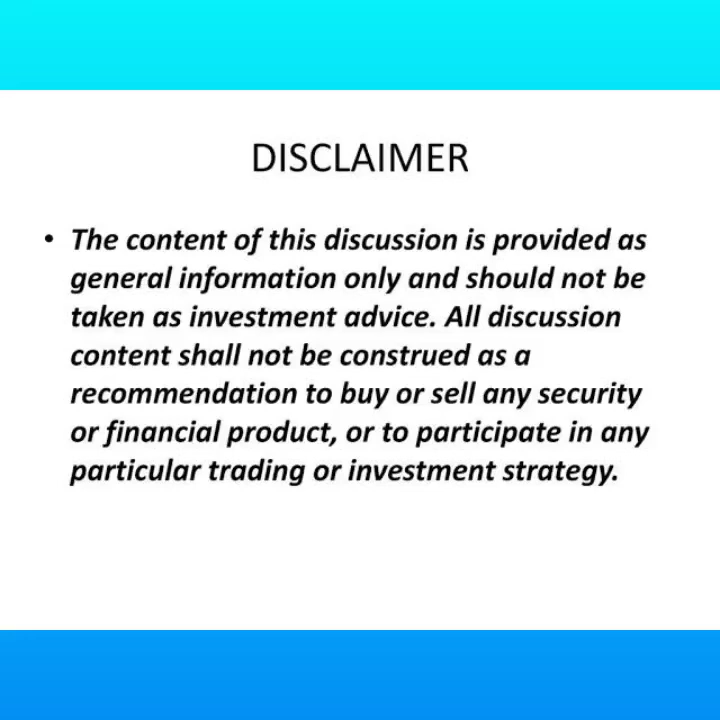 DISCLAIMER
• The content of this discussion is provided as
general information only and should not be
taken as investment advice. All discussion
content shall not be construed as a
recommendation to buy or sell any security
or financial product, or to participate in any
particular trading or investment strategy.